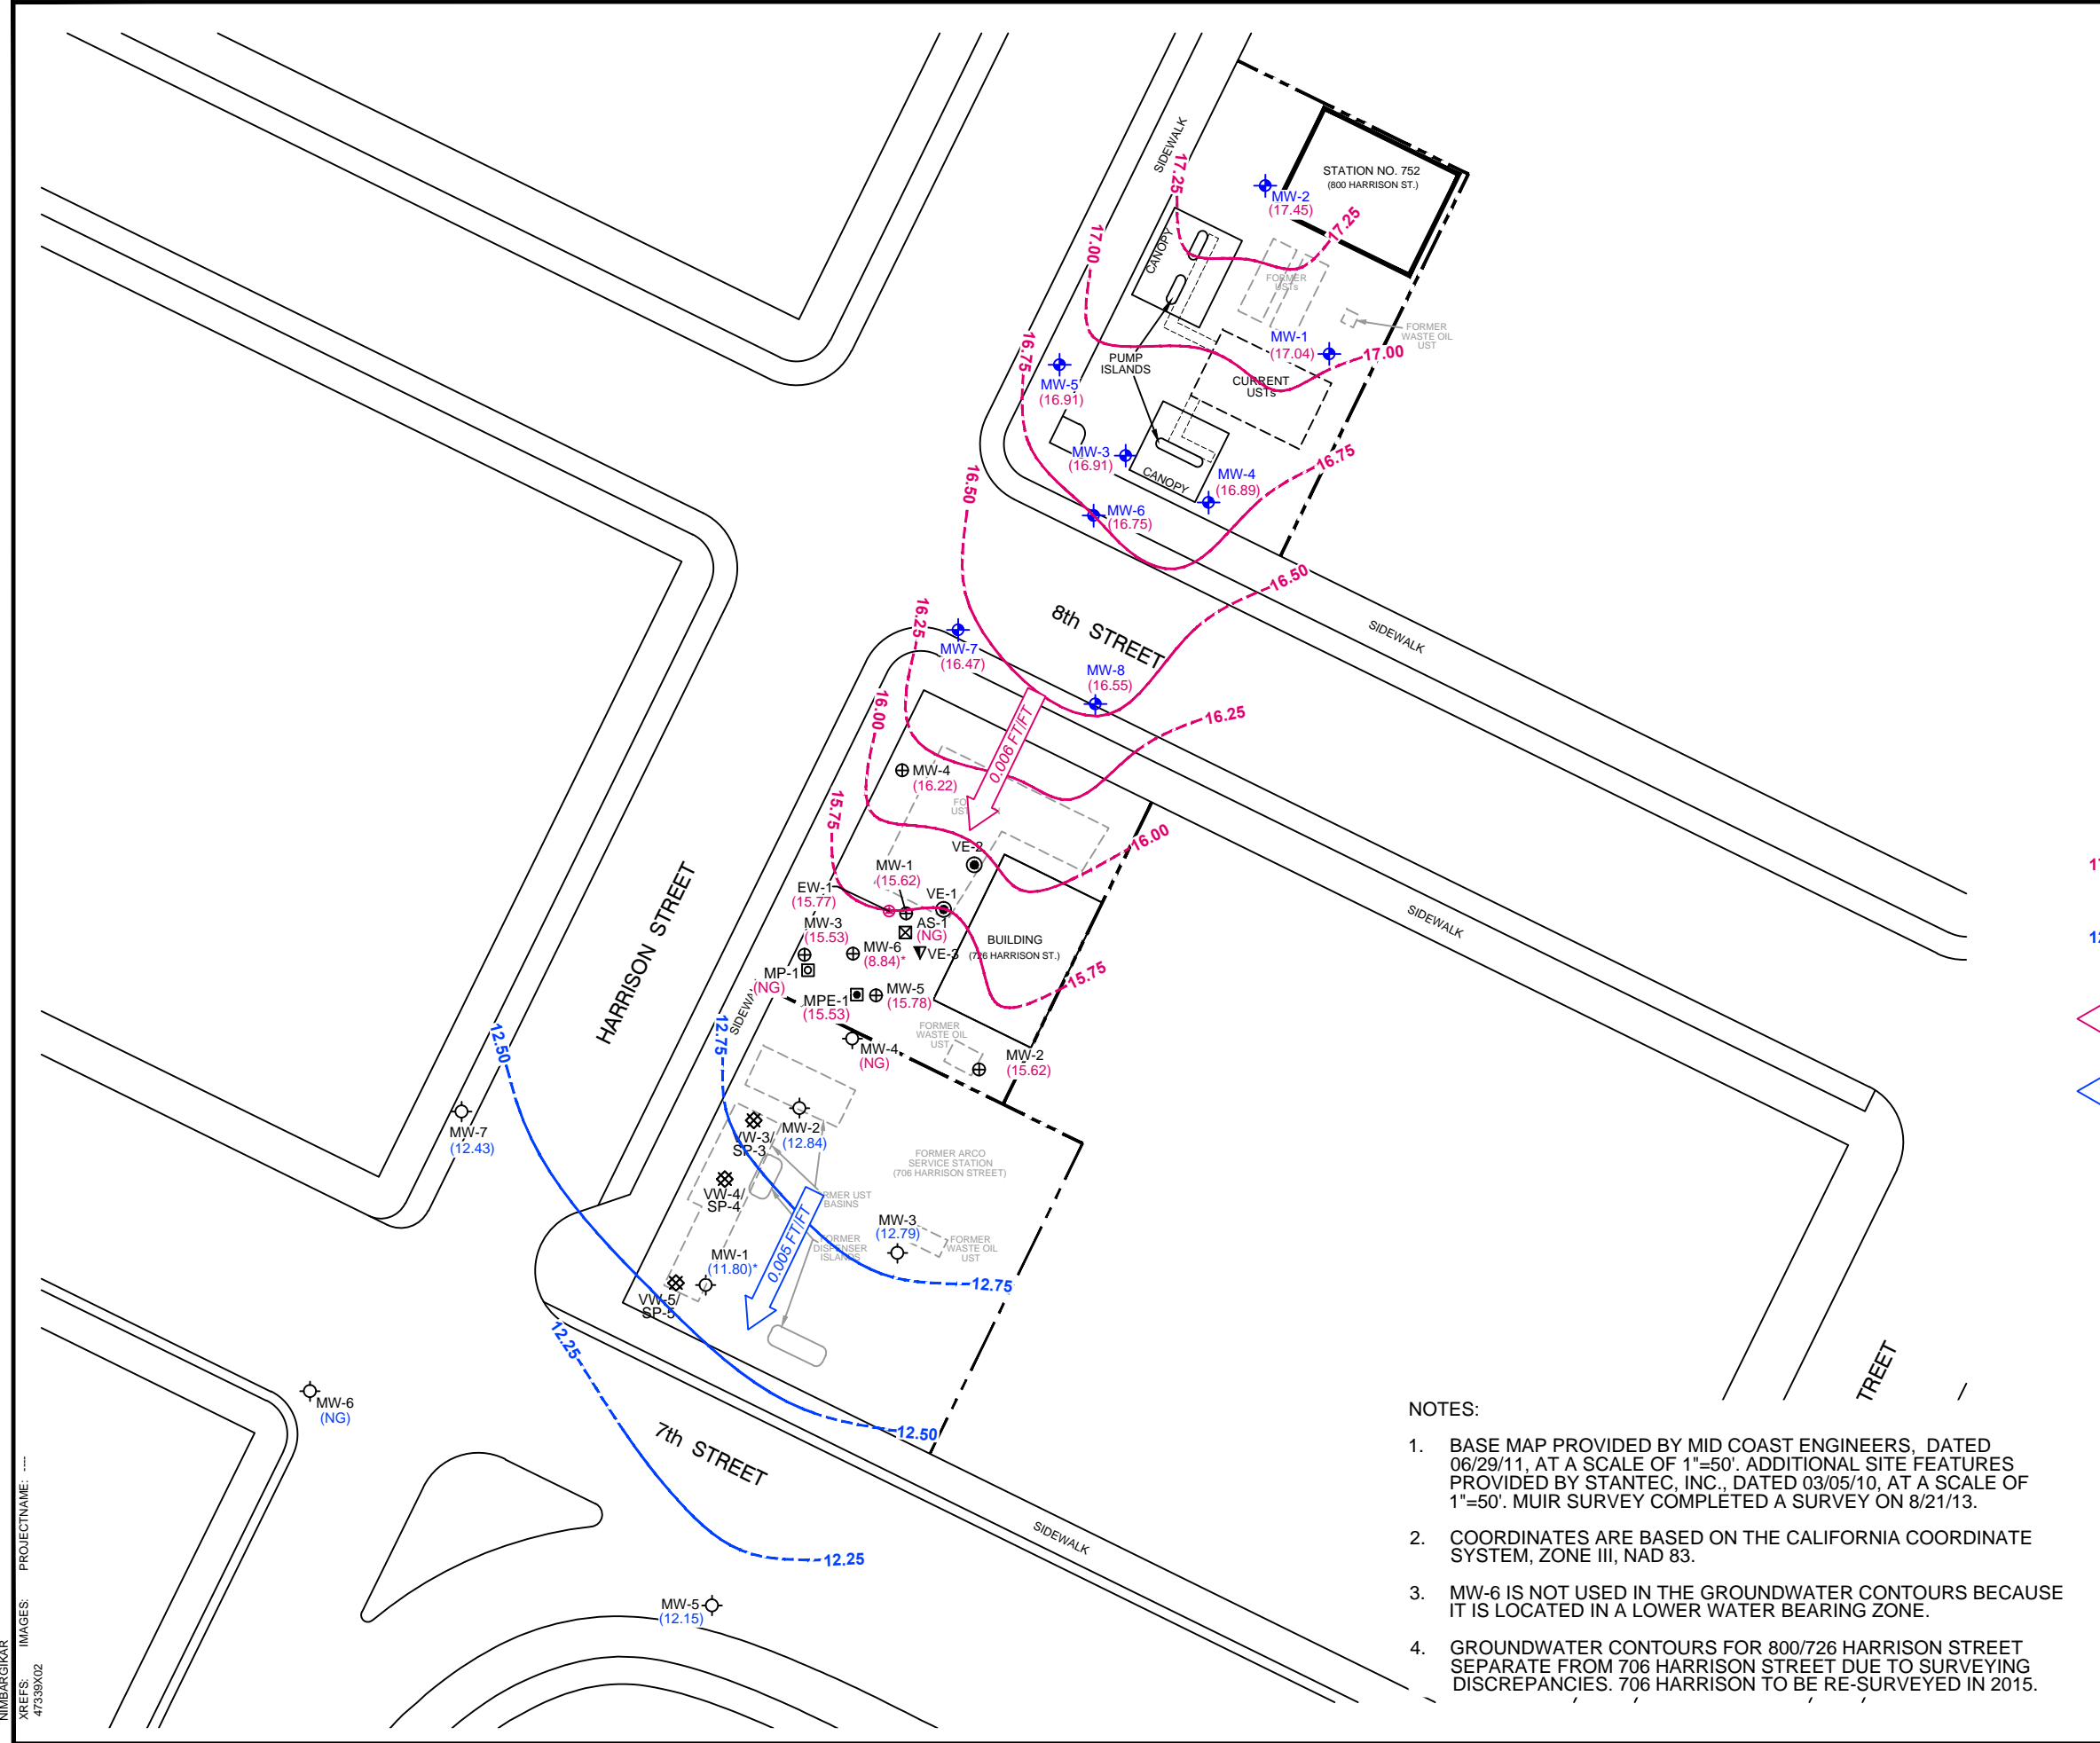 SIDEWALK
17.25
STATION NO. 752
(800 HARRISON ST.)
MW-2
(17.45)
17.25
17.00
CANOPY
FORMER
USTs
FORMER
WASTE OIL
UST
MW-1
(17.04)
17.00
16.75
PUMP
ISLANDS
MW-5
(16.91)
CURRENT
USTs
MW-3
(16.91)
CANOPY
MW-4
(16.89)
16.75
16.50
MW-6
(16.75)
16.50
16.25
8th STREET
SIDEWALK
MW-7
(16.47)
MW-8
(16.55)
16.00
16.25
0.006 FT/FT
MW-4
(16.22)
15.75
16.00
VE-2
MW-1
(15.62)
EW-1
(15.77)
VE-1
MW-3
(15.53)
AS-1
(NG)
MW-6
(8.84)*
VE-3
BUILDING
(726 HARRISON ST.)
SIDEWALK
HARRISON STREET
MP-1
(NG)
MPE-1
(15.53)
MW-5
(15.78)
15.75
12.50
12.75
FORMER
WASTE OIL
UST
MW-4
(NG)
MW-2
(15.62)
MW-7
(12.43)
VW-3/
SP-3
MW-2
(12.84)
FORMER ARCO
SERVICE STATION
(706 HARRISON STREET)
VW-4/
SP-4
BASINS
MW-3
(12.79)
FORMER
DISPENSER
ISLANDS
FORMER
WASTE OIL
UST
0.005 FT/FT
MW-1
(11.80)*
VW-5/
SP-5
12.75
12.25
MW-6
(NG)
12.50
7th STREET
SIDEWALK
12.25
MW-5
(12.15)
TREET
NOTES:
1. BASE MAP PROVIDED BY MID COAST ENGINEERS, DATED
06/29/11, AT A SCALE OF 1"=50'. ADDITIONAL SITE FEATURES
PROVIDED BY STANTEC, INC., DATED 03/05/10, AT A SCALE OF
1"=50'. MUIR SURVEY COMPLETED A SURVEY ON 8/21/13.
2. COORDINATES ARE BASED ON THE CALIFORNIA COORDINATE
SYSTEM, ZONE III, NAD 83.
3. MW-6 IS NOT USED IN THE GROUNDWATER CONTOURS BECAUSE
IT IS LOCATED IN A LOWER WATER BEARING ZONE.
4. GROUNDWATER CONTOURS FOR 800/726 HARRISON STREET
SEPARATE FROM 706 HARRISON STREET DUE TO SURVEYING
DISCREPANCIES. 706 HARRISON TO BE RE-SURVEYED IN 2015.
NIMBARGIKAR
XREFS: IMAGES: PROJECTNAME: ----
47339X02